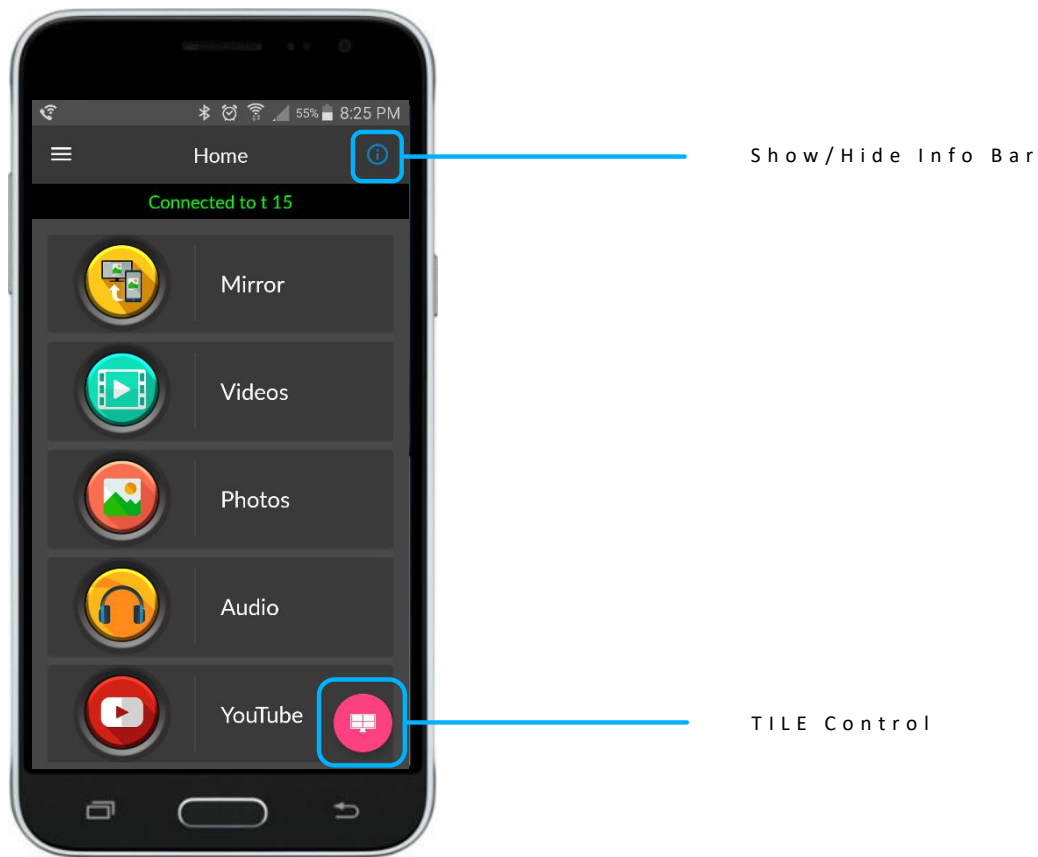 55% 8:25 PM
Home
Show/Hide Info Bar
Connected to t 15
Mirror
Videos
Photos
Audio
YouTube
TILE Control